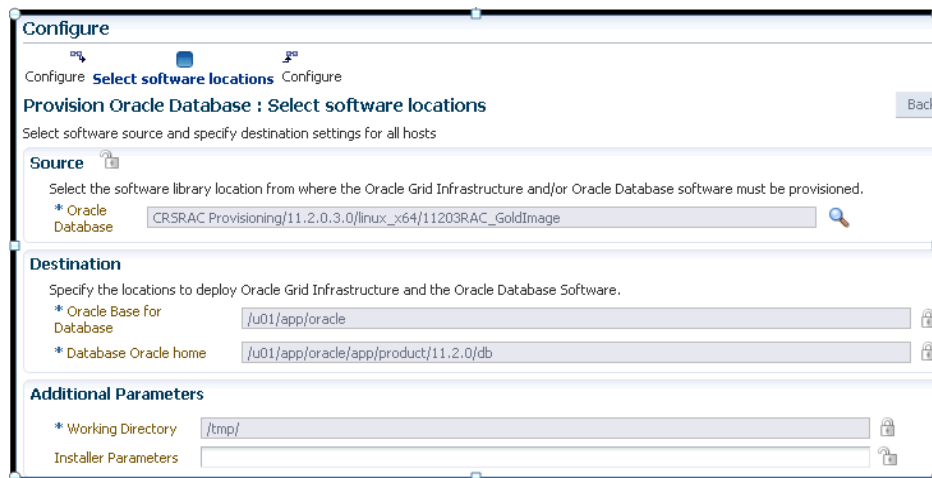 Configure
Configure Select software locations Configure
Provision Oracle Database : Select software locations
Back
Select software source and specify destination settings for all hosts
Source
Select the software library location from where the Oracle Grid Infrastructure and/or Oracle Database software must be provisioned.
* Oracle Database
CRSRAC Provisioning/11.2.0.3.0/linux_x64/11203RAC_GoldImage
Destination
Specify the locations to deploy Oracle Grid Infrastructure and the Oracle Database Software.
* Oracle Base for Database
/u01/app/oracle
* Database Oracle home /u01/app/oracle/app/product/11.2.0/db
Additional Parameters
* Working Directory /tmp/
Installer Parameters